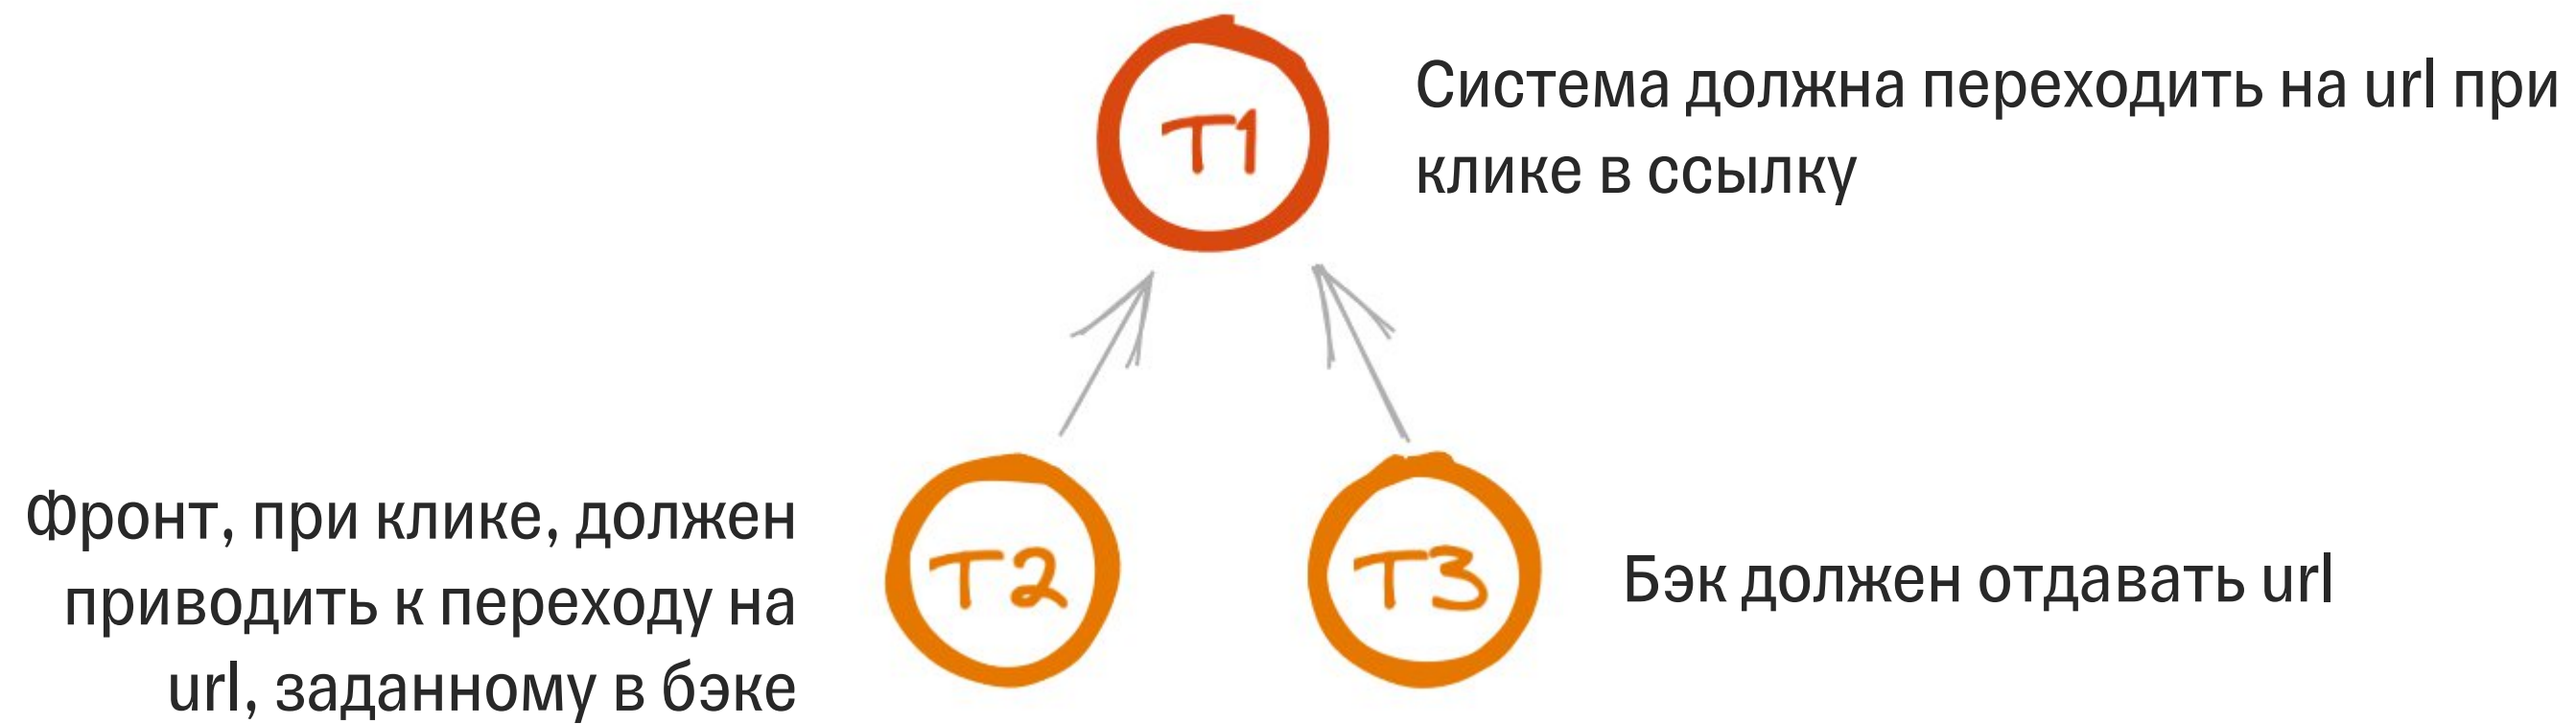 T1
Система должна переходить на url при
клике в ссылку
Фронт, при клике, должен
приводить к переходу на
url, заданному в бэке
T2
T3
Бэк должен отдавать url